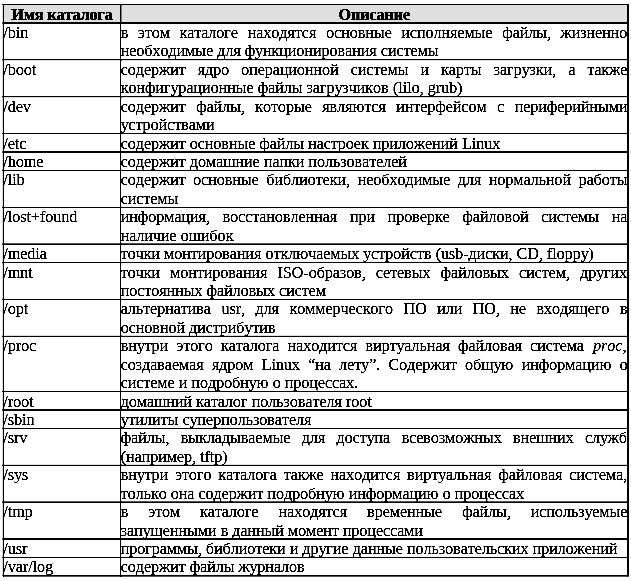 Имя каталога Описание
/bin в этом каталоге находятся основные исполняемые файлы, жизненно
необходимые для функционирования системы
/boot содержит ядро операционной системы и карты загрузки, а также
конфигурационные файлы загрузчиков (lilo, grub)
/dev содержит файлы, которые являются интерфейсом с периферийными
устройствами
/etc содержит основные файлы настроек приложений Linux
/home содержит домашние папки пользователей
/lib содержит основные библиотеки, необходимые для нормальной работы
системы
/lost+found информация, восстановленная при проверке файловой системы на
наличие ошибок
/media точки монтирования отключаемых устройств (usb-диски, CD, floppy)
/mnt точки монтирования ISO-образов, сетевых файловых систем, других
постоянных файловых систем
/opt альтернатива usr, для коммерческого ПО или ПО, не входящего в
основной дистрибутив
/proc внутри этого каталога находится виртуальная файловая система proc,
создаваемая ядром Linux “на лету”. Содержит общую информацию о
системе и подробную о процессах.
/root домашний каталог пользователя root
/sbin утилиты суперпользователя
/srv файлы, выкладываемые для доступа всевозможных внешних служб
(например, tftp)
/sys внутри этого каталога также находится виртуальная файловая система,
только она содержит подробную информацию о процессах
/tmp в этом каталоге находятся временные файлы, используемые
запущенными в данный момент процессами
/usr программы, библиотеки и другие данные пользовательских приложений
/var/log содержит файлы журналов